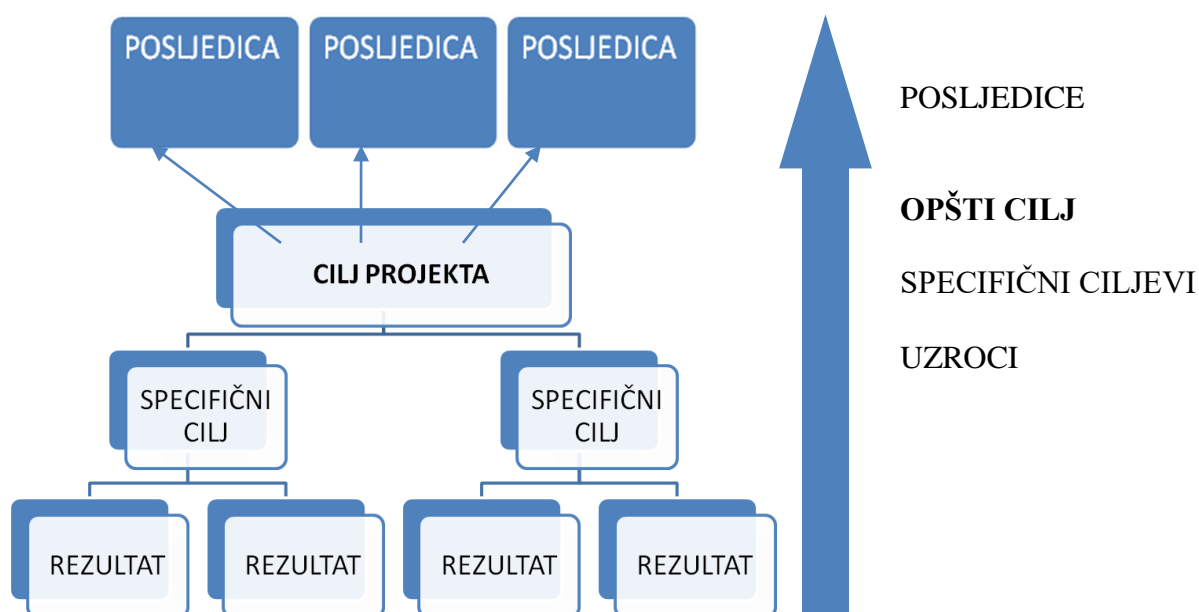 POSLJEDICA
POSLJEDICA
POSLJEDICA
POSLJEDICE
OPŠTI CILJ
CILJ PROJEKTA
SPECIFIČNI CILJEVI
UZROCI
SPECIFIČNI
CILJ
SPECIFIČNI
CILJ
REZULTAT
REZULTAT
REZULTAT
REZULTAT